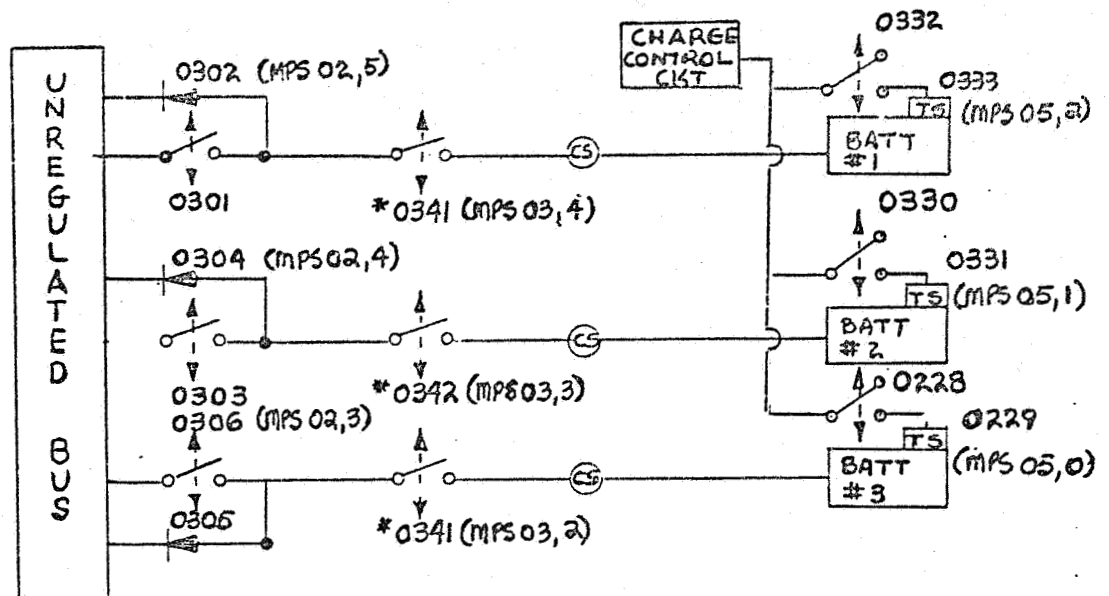 UNREGULATED BUS
0302 (MPS 02,5)
0301
*0341 (MPS 03,4)
CS
CHARGE
CONTROL
CKT
0332
0333
TS
(MPS 05,2)
BATT
#1
0304 (MPS 02,4)
0303
*0342 (MPS 03,3)
CS
0330
0331
TS
(MPS 05,1)
BATT
#2
0306 (MPS 02,3)
0305
*0341 (MPS 03,2)
CS
0228
0229
TS
(MPS 05,0)
BATT
#3